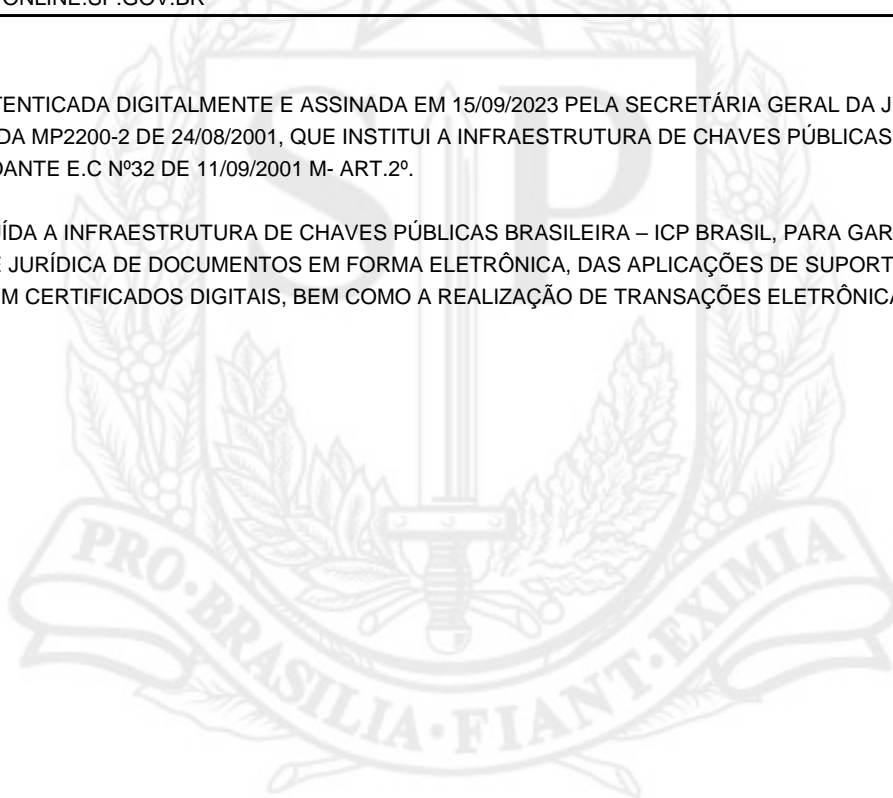 ONLINE.SP.GOV.BR
TENTICADA DIGITALMENTE E ASSINADA EM 15/09/2023 PELA SECRETÁRIA GERAL DA J
DA MP2200-2 DE 24/08/2001, QUE INSTITUI A INFRAESTRUTURA DE CHAVES PÚBLICAS
DANTE E.C Nº32 DE 11/09/2001 M- ART.2º.
ÍDA A INFRAESTRUTURA DE CHAVES PÚBLICAS BRASILEIRA – ICP BRASIL, PARA GAR
E JURÍDICA DE DOCUMENTOS EM FORMA ELETRÔNICA, DAS APLICAÇÕES DE SUPORT
M CERTIFICADOS DIGITAIS, BEM COMO A REALIZAÇÃO DE TRANSAÇÕES ELETRÔNICA
SP
PRO·BRASILIA·FIANT·EXIMIA